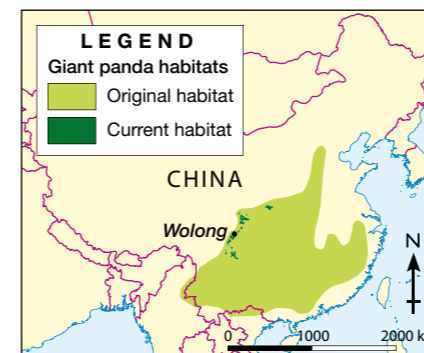 LEGEND
Giant panda habitats
Original habitat
Current habitat
CHINA
Wolong
N
0 1000 2000 k